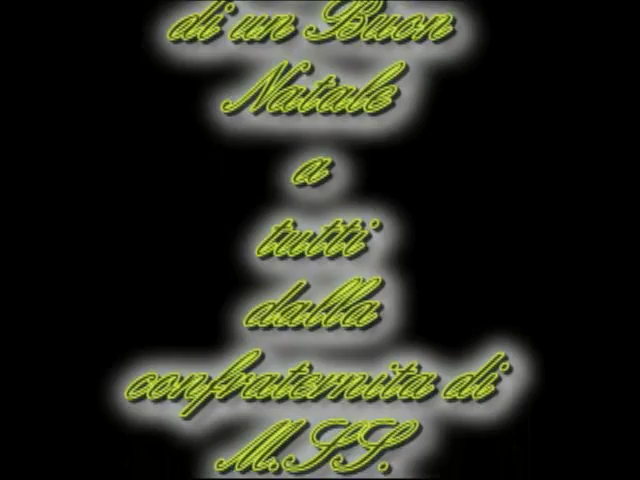 di un Buon
Natale
a
tutti
dalla
confraternita di
M.SS.